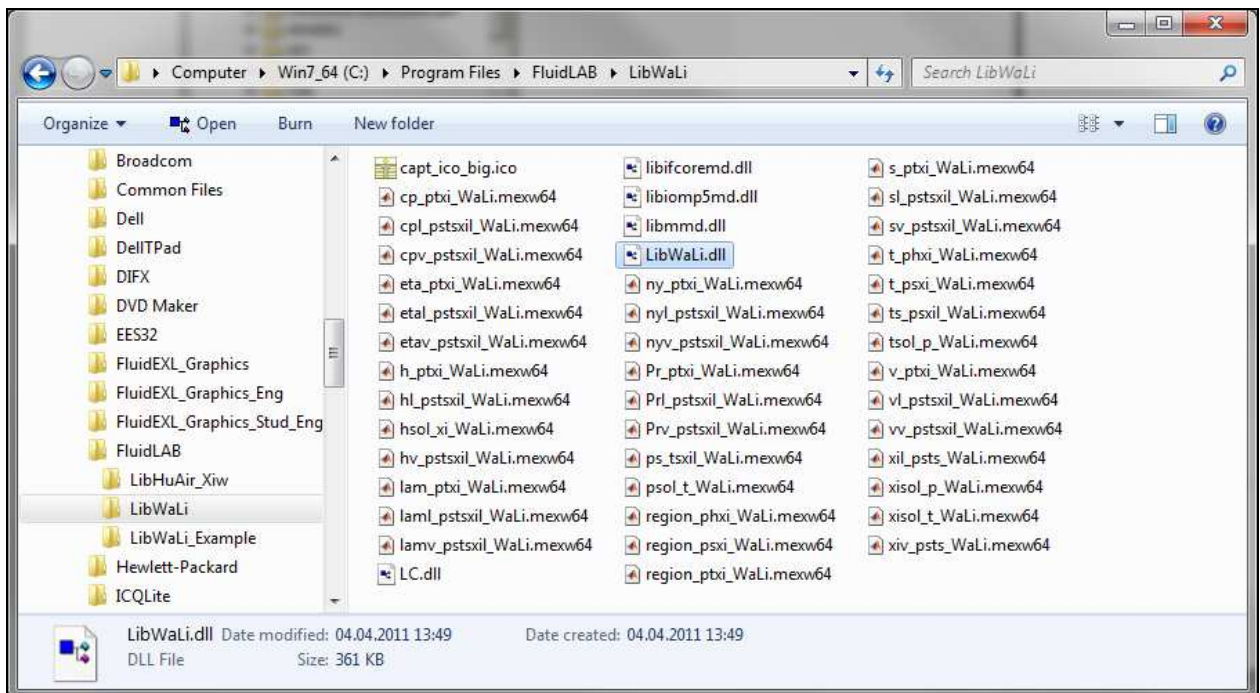 Computer ▸ Win7_64 (C:) ▸ Program Files ▸ FluidLAB ▸ LibWaLi
Search LibWaLi
Organize Open Burn New folder
Broadcom
Common Files
Dell
DellTPad
DIFX
DVD Maker
EES32
FluidEXL_Graphics
FluidEXL_Graphics_Eng
FluidEXL_Graphics_Stud_Eng
FluidLAB
LibHuAir_Xiw
LibWaLi
LibWaLi_Example
Hewlett-Packard
ICQLite
capt_ico_big.ico
cp_ptxi_WaLi.mexw64
cpl_pstsxil_WaLi.mexw64
cpv_pstsxil_WaLi.mexw64
eta_ptxi_WaLi.mexw64
etal_pstsxil_WaLi.mexw64
etav_pstsxil_WaLi.mexw64
h_ptxi_WaLi.mexw64
hl_pstsxil_WaLi.mexw64
hsol_xi_WaLi.mexw64
hv_pstsxil_WaLi.mexw64
lam_ptxi_WaLi.mexw64
laml_pstsxil_WaLi.mexw64
lamv_pstsxil_WaLi.mexw64
LC.dll
libifcoremd.dll
libiomp5md.dll
libmmd.dll
LibWaLi.dll
ny_ptxi_WaLi.mexw64
nyl_pstsxil_WaLi.mexw64
nyv_pstsxil_WaLi.mexw64
Pr_ptxi_WaLi.mexw64
Prl_pstsxil_WaLi.mexw64
Prv_pstsxil_WaLi.mexw64
ps_tsxil_WaLi.mexw64
psol_t_WaLi.mexw64
region_phxi_WaLi.mexw64
region_psxi_WaLi.mexw64
region_ptxi_WaLi.mexw64
s_ptxi_WaLi.mexw64
sl_pstsxil_WaLi.mexw64
sv_pstsxil_WaLi.mexw64
t_phxi_WaLi.mexw64
t_psxi_WaLi.mexw64
ts_psxil_WaLi.mexw64
tsol_p_WaLi.mexw64
v_ptxi_WaLi.mexw64
vl_pstsxil_WaLi.mexw64
vv_pstsxil_WaLi.mexw64
xil_psts_WaLi.mexw64
xisol_p_WaLi.mexw64
xisol_t_WaLi.mexw64
xiv_psts_WaLi.mexw64
LibWaLi.dll Date modified: 04.04.2011 13:49 Date created: 04.04.2011 13:49
DLL File Size: 361 KB